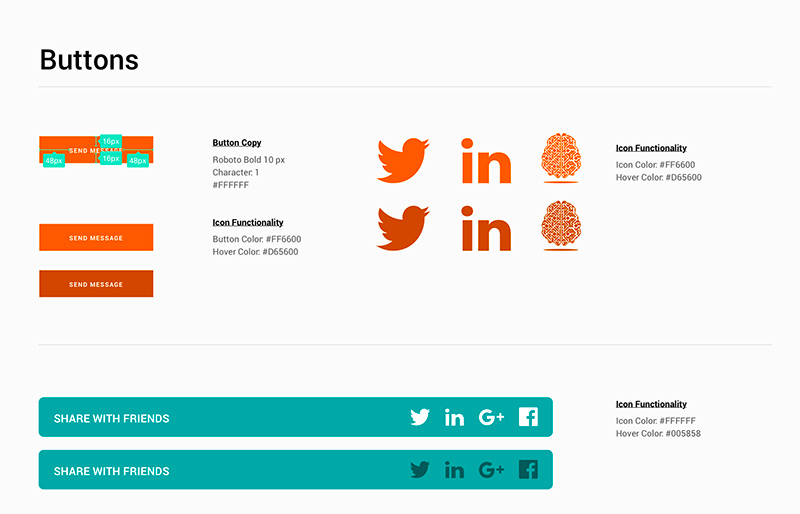 Buttons
SEND MESSAGE
16px
16px
48px
48px
Button Copy
Roboto Bold 10 px
Character: 1
#FFFFFF
Icon Functionality
Button Color: #FF6600
Hover Color: #D65600
SEND MESSAGE
SEND MESSAGE
in
in
Icon Functionality
Icon Color: #FF6600
Hover Color: #D65600
SHARE WITH FRIENDS
in
G+
f
SHARE WITH FRIENDS
in
G+
f
Icon Functionality
Icon Color: #FFFFFF
Hover Color: #005858